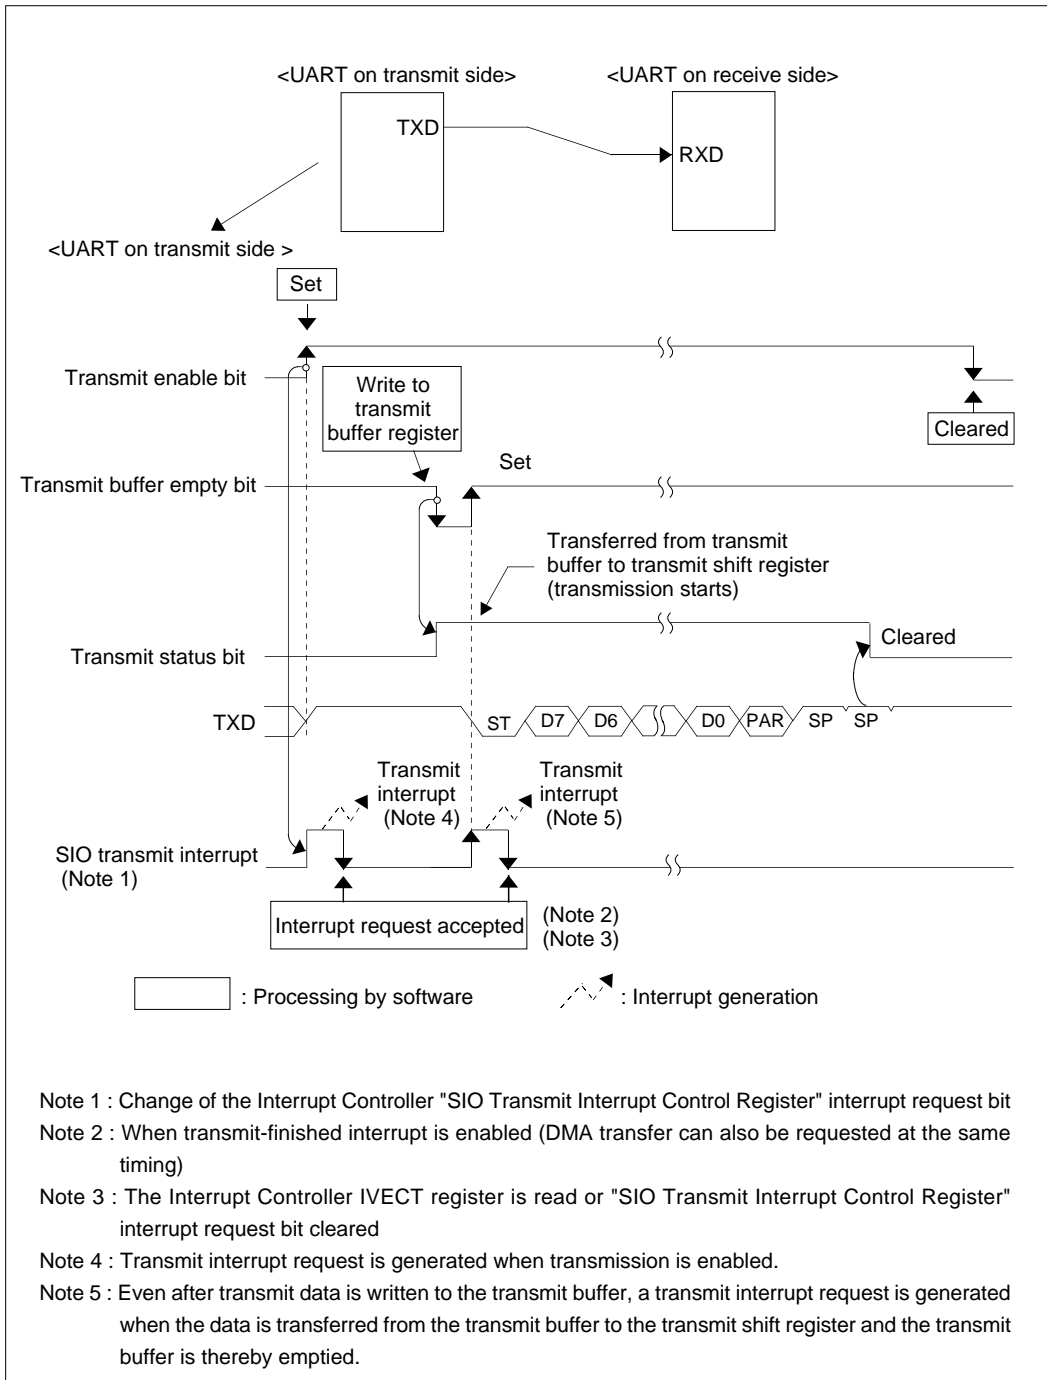 <UART on transmit side>
<UART on receive side>
TXD
RXD
<UART on transmit side >
Set
Transmit enable bit
Write to
transmit
buffer register
Cleared
Set
Transmit buffer empty bit
Transferred from transmit
buffer to transmit shift register
(transmission starts)
Cleared
Transmit status bit
TXD
ST
D7
D6
D0
PAR
SP
SP
Transmit
interrupt
(Note 4)
Transmit
interrupt
(Note 5)
SIO transmit interrupt
(Note 1)
Interrupt request accepted
(Note 2)
(Note 3)
: Processing by software
: Interrupt generation
Note 1 : Change of the Interrupt Controller "SIO Transmit Interrupt Control Register" interrupt request bit
Note 2 : When transmit-finished interrupt is enabled (DMA transfer can also be requested at the same
timing)
Note 3 : The Interrupt Controller IVECT register is read or "SIO Transmit Interrupt Control Register"
interrupt request bit cleared
Note 4 : Transmit interrupt request is generated when transmission is enabled.
Note 5 : Even after transmit data is written to the transmit buffer, a transmit interrupt request is generated
when the data is transferred from the transmit buffer to the transmit shift register and the transmit
buffer is thereby emptied.